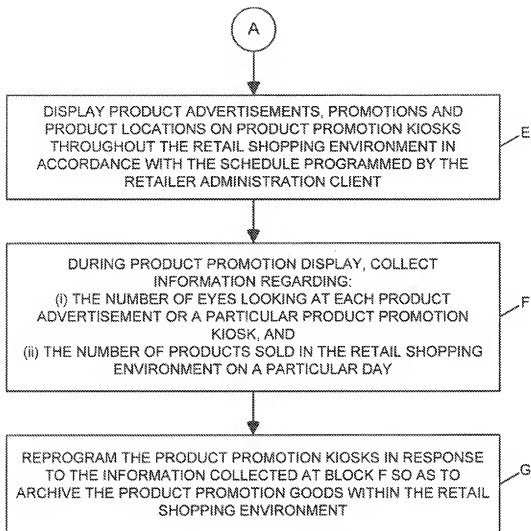 A
DISPLAY PRODUCT ADVERTISEMENTS, PROMOTIONS AND
PRODUCT LOCATIONS ON PRODUCT PROMOTION KIOSKS
THROUGHOUT THE RETAIL SHOPPING ENVIRONMENT IN
ACCORDANCE WITH THE SCHEDULE PROGRAMMED BY THE
RETAILER ADMINISTRATION CLIENT
E
DURING PRODUCT PROMOTION DISPLAY, COLLECT
INFORMATION REGARDING:
(i) THE NUMBER OF EYES LOOKING AT EACH PRODUCT
ADVERTISEMENT OR A PARTICULAR PRODUCT PROMOTION
KIOSK, AND
(ii) THE NUMBER OF PRODUCTS SOLD IN THE RETAIL SHOPPING
ENVIRONMENT ON A PARTICULAR DAY
F
REPROGRAM THE PRODUCT PROMOTION KIOSKS IN RESPONSE
TO THE INFORMATION COLLECTED AT BLOCK F SO AS TO
ARCHIVE THE PRODUCT PROMOTION GOODS WITHIN THE RETAIL
SHOPPING ENVIRONMENT
G